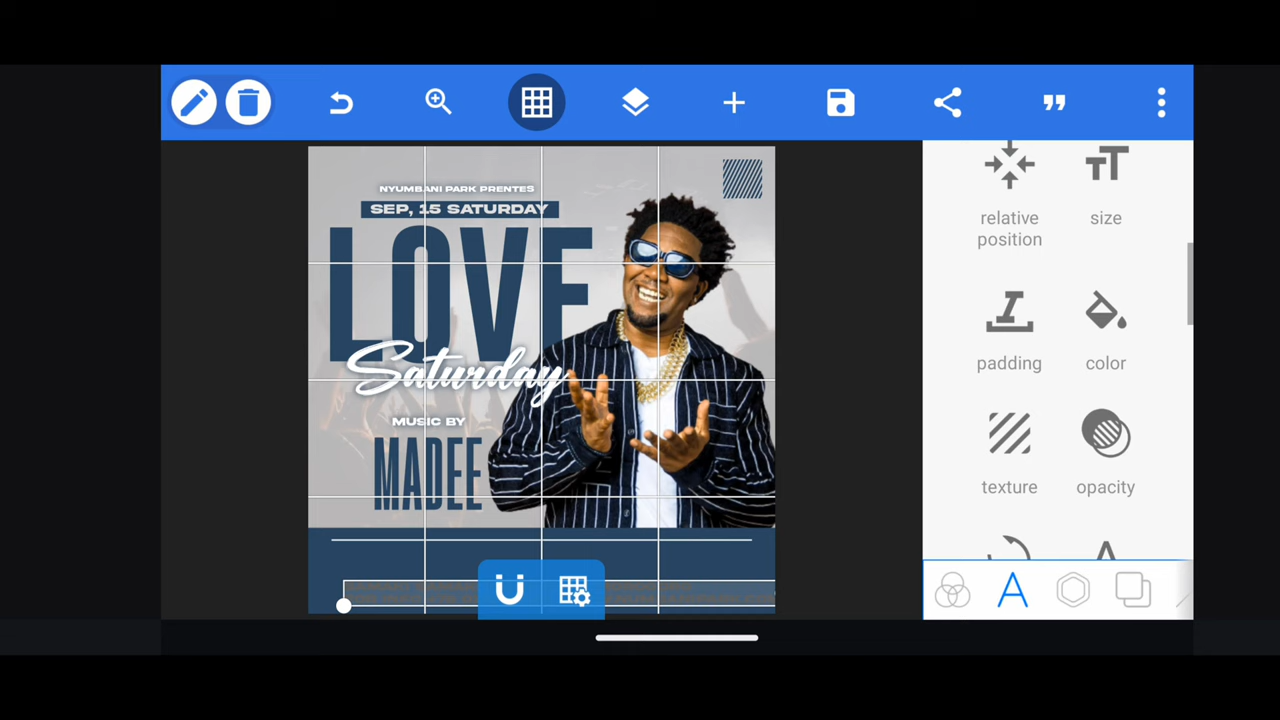 NYUMBANI PARK PRENTES
SEP, 15 SATURDAY
LOVE
Saturday
MUSIC BY
MADEE
relative
position
size
padding
color
texture
opacity